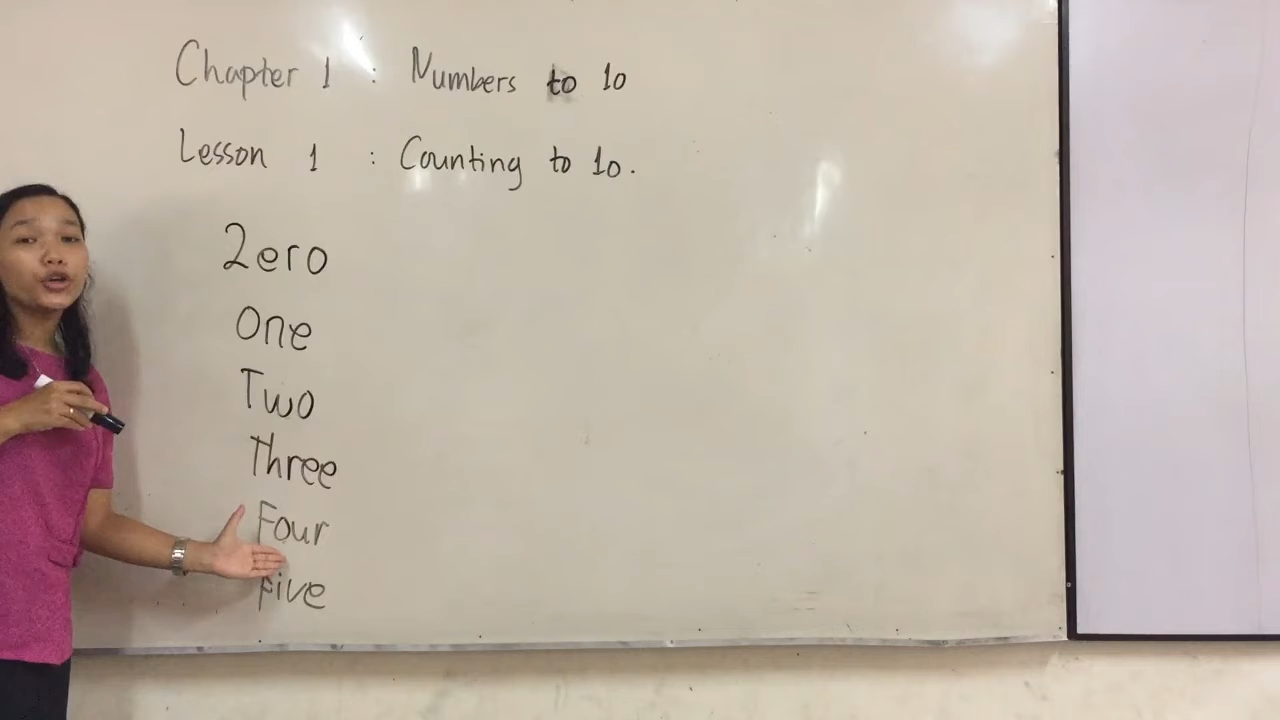 Chapter 1 : Numbers to 10
Lesson 1 : Counting to 10.
Zero
One
Two
Three
Four
Five